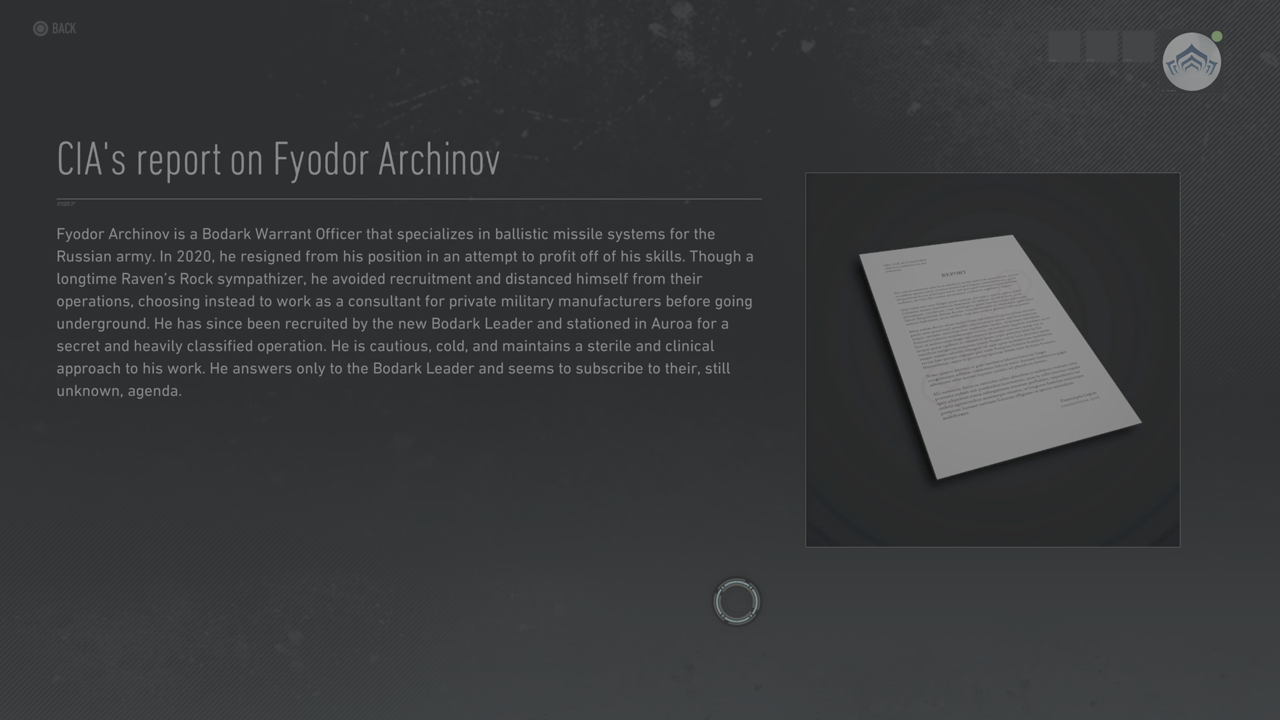 BACK
CIA's report on Fyodor Archinov
Fyodor Archinov is a Bodark Warrant Officer that specializes in ballistic missile systems for the
Russian army. In 2020, he resigned from his position in an attempt to profit off of his skills. Though a
longtime Raven's Rock sympathizer, he avoided recruitment and distanced himself from their
operations, choosing instead to work as a consultant for private military manufacturers before going
underground. He has since been recruited by the new Bodark Leader and stationed in Auroa for a
secret and heavily classified operation. He is cautious, cold, and maintains a sterile and clinical
approach to his work. He answers only to the Bodark Leader and seems to subscribe to their, still
unknown, agenda.
REPORT